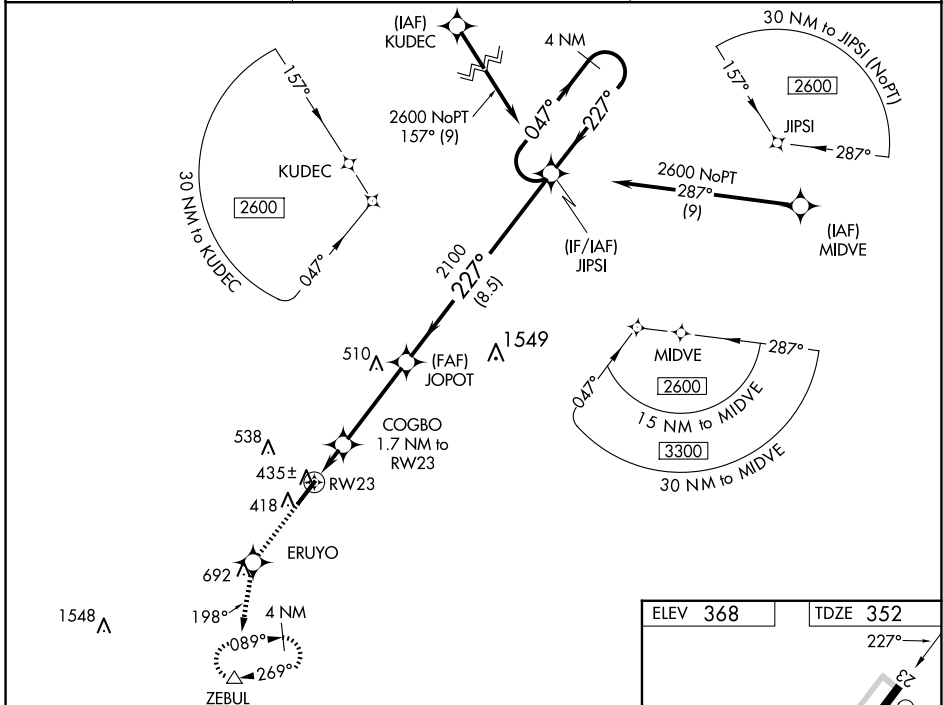 (IAF)
KUDEC
2600 NoPT
157° (9)
4 NM
047°
227°
30 NM to JIPSI (NoPT)
157°
2600
JIPSI
287°
157°
KUDEC
2600
047°
30 NM to KUDEC
2600 NoPT
287°
(9)
(IAF)
MIDVE
(IF/IAF)
JIPSI
2100
227°
(8.5)
1549
510
(FAF)
JOPOT
MIDVE
287°
047°
2600
15 NM to MIDVE
3300
30 NM to MIDVE
COGBO
1.7 NM to
RW23
538
435±
RW23
418
ERUYO
692
198°
4 NM
089°
269°
ZEBUL
1548
ELEV 368
TDZE 352
227°
23